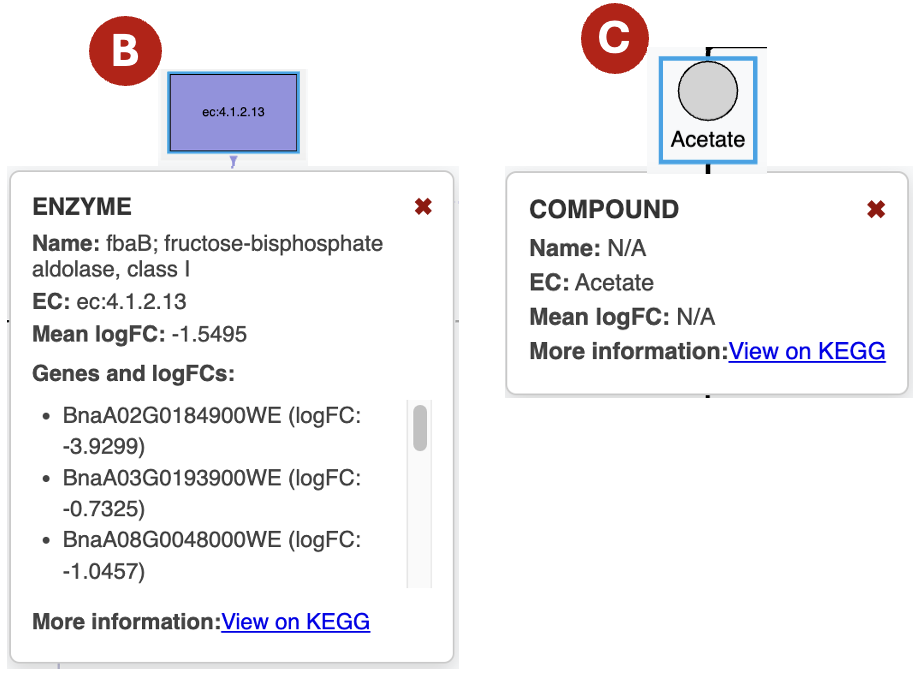 B
ec:4.1.2.13
ENZYME
Name: fbaB; fructose-bisphosphate
aldolase, class I
EC: ec:4.1.2.13
Mean logFC: -1.5495
Genes and logFCs:
• BnaA02G0184900WE (logFC:
-3.9299)
• BnaA03G0193900WE (logFC:
-0.7325)
• BnaA08G0048000WE (logFC:
-1.0457)
More information:View on KEGG
C
Acetate
COMPOUND
Name: N/A
EC: Acetate
Mean logFC: N/A
More information:View on KEGG